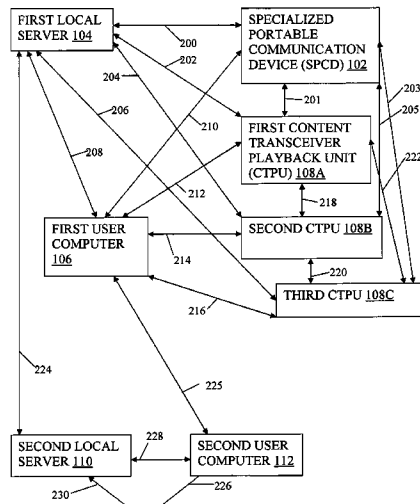 FIRST LOCAL
SERVER 104
200
202
204
206
210
208
212
SPECIALIZED
PORTABLE
COMMUNICATION
DEVICE (SPCD) 102
203
205
201
222
FIRST CONTENT
TRANSCEIVER
PLAYBACK UNIT
(CTPU) 108A
218
FIRST USER
COMPUTER
106
214
SECOND CTPU 108B
220
216
THIRD CTPU 108C
224
225
SECOND LOCAL
SERVER 110
228
SECOND USER
COMPUTER 112
230
226